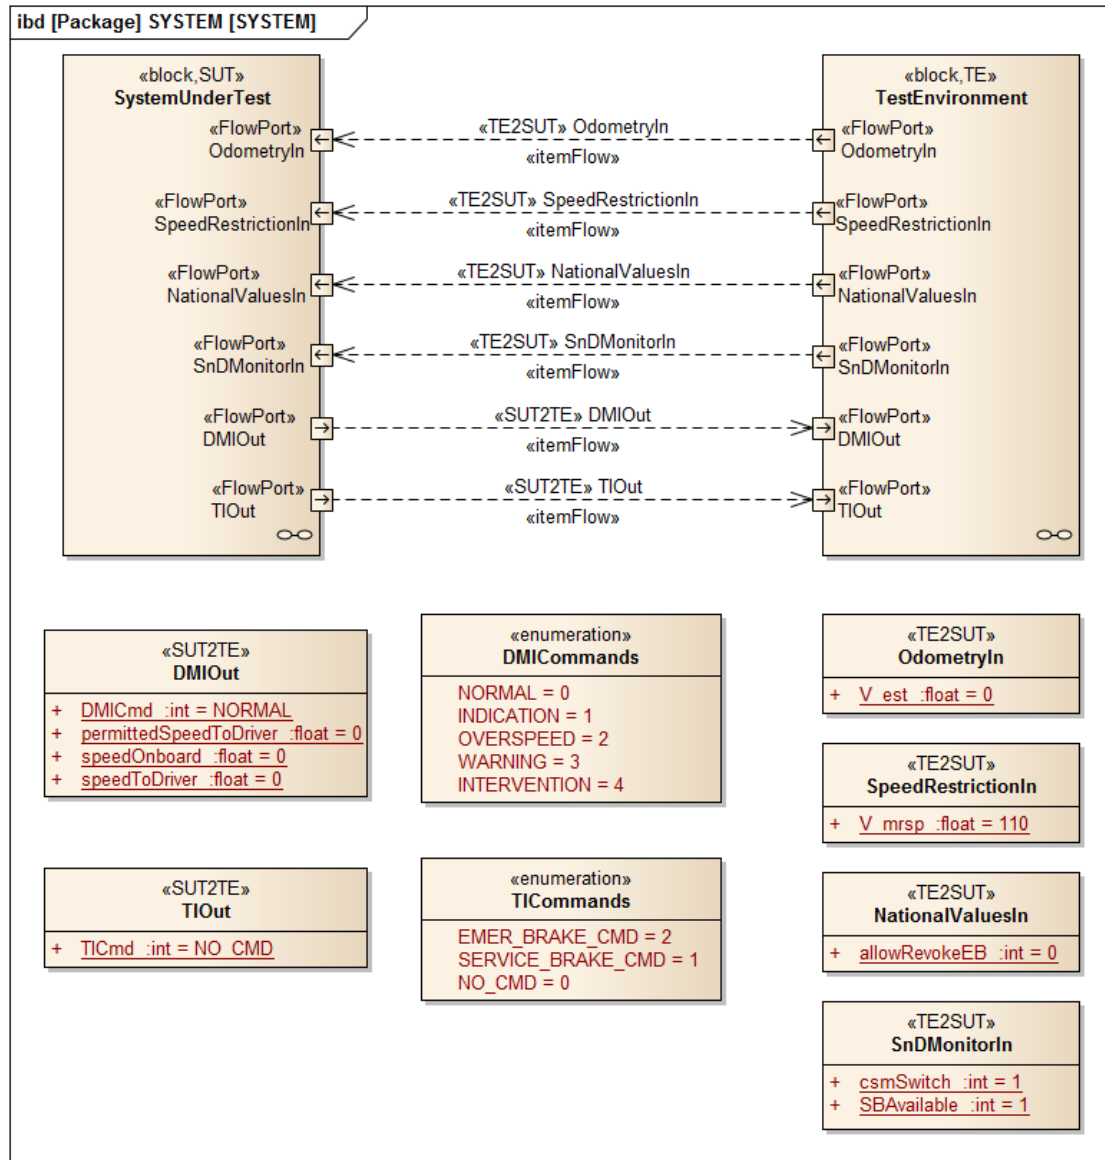 ibd [Package] SYSTEM [SYSTEM]
«block,SUT»
SystemUnderTest
«FlowPort»
OdometryIn
«FlowPort»
SpeedRestrictionIn
«FlowPort»
NationalValuesIn
«FlowPort»
SnDMonitorIn
«FlowPort»
DMIOut
«FlowPort»
TIOut
«TE2SUT» OdometryIn
«itemFlow»
«TE2SUT» SpeedRestrictionIn
«itemFlow»
«TE2SUT» NationalValuesIn
«itemFlow»
«TE2SUT» SnDMonitorIn
«itemFlow»
«SUT2TE» DMIOut
«itemFlow»
«SUT2TE» TIOut
«itemFlow»
«block,TE»
TestEnvironment
«FlowPort»
OdometryIn
«FlowPort»
SpeedRestrictionIn
«FlowPort»
NationalValuesIn
«FlowPort»
SnDMonitorIn
«FlowPort»
DMIOut
«FlowPort»
TIOut
«SUT2TE»
DMIOut
+ DMICmd :int = NORMAL
+ permittedSpeedToDriver :float = 0
+ speedOnboard :float = 0
+ speedToDriver :float = 0
«enumeration»
DMICommands
NORMAL = 0
INDICATION = 1
OVERSPEED = 2
WARNING = 3
INTERVENTION = 4
«TE2SUT»
OdometryIn
+ V_est :float = 0
«TE2SUT»
SpeedRestrictionIn
+ V_mrsp :float = 110
«SUT2TE»
TIOut
+ TICmd :int = NO_CMD
«enumeration»
TICommands
EMER_BRAKE_CMD = 2
SERVICE_BRAKE_CMD = 1
NO_CMD = 0
«TE2SUT»
NationalValuesIn
+ allowRevokeEB :int = 0
«TE2SUT»
SnDMonitorIn
+ csmSwitch :int = 1
+ SBAvailable :int = 1